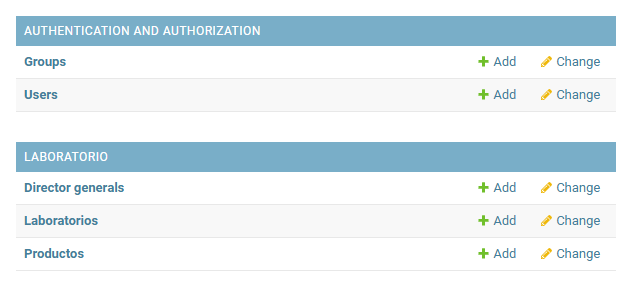 AUTHENTICATION AND AUTHORIZATION
Groups Add Change
Users Add Change
LABORATORIO
Director generals Add Change
Laboratorios Add Change
Productos Add Change